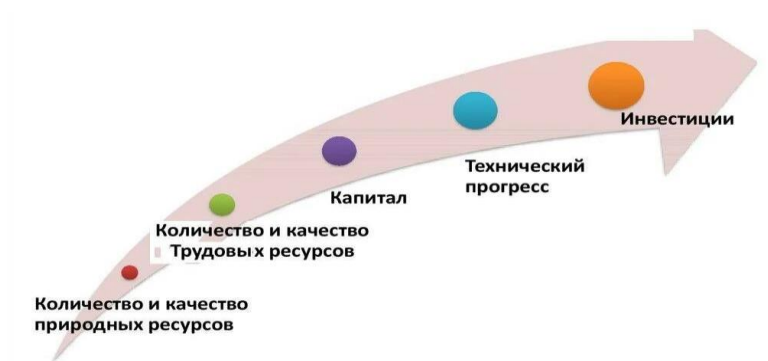 Инвестиции
Технический
прогресс
Капитал
Количество и качество
Трудовых ресурсов
Количество и качество
природных ресурсов